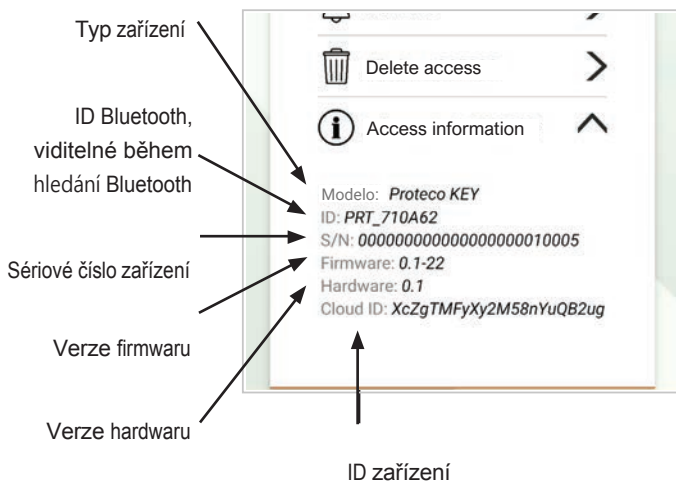 Typ zařízení
ID Bluetooth,
viditelné během
hledání Bluetooth
Sériové číslo zařízení
Verze firmwaru
Verze hardwaru
ID zařízení
Delete access
Access information
Modelo: Proteco KEY
ID: PRT_710A62
S/N: 000000000000000000010005
Firmware: 0.1-22
Hardware: 0.1
Cloud ID: XcZgTMFyXy2M58nYuQB2ug